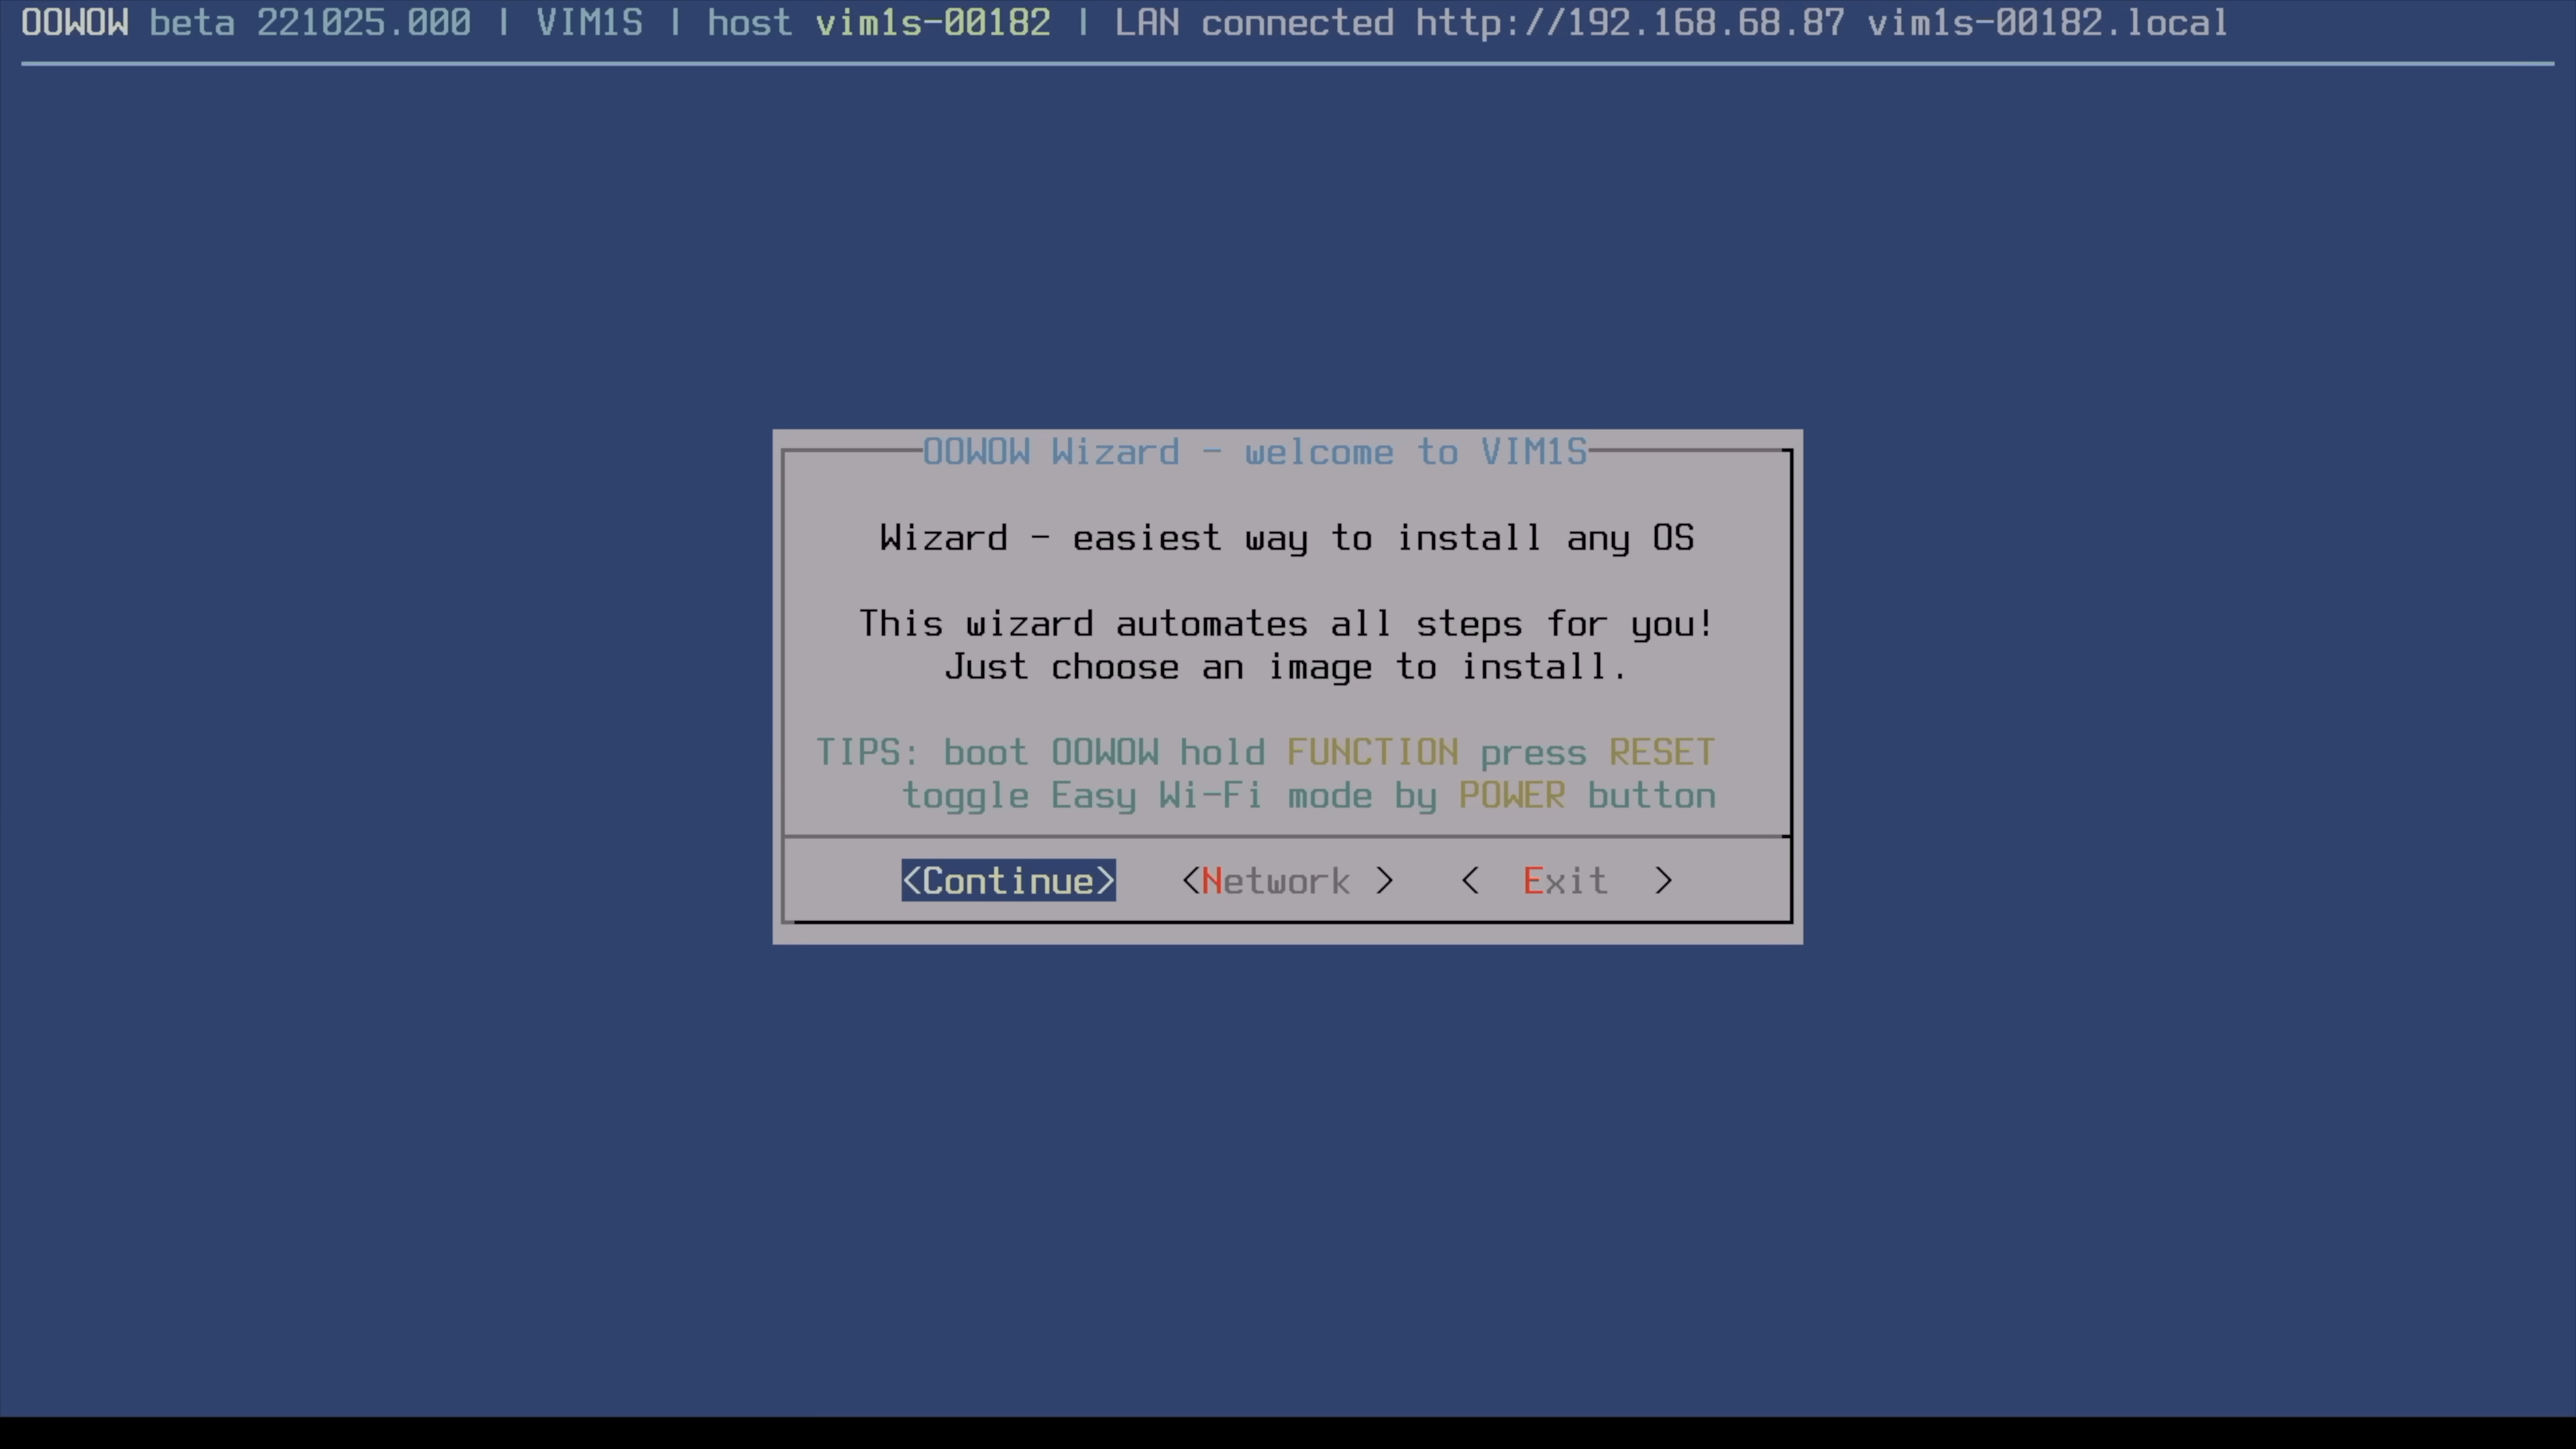 OOWOW beta 221025.000 | VIM1S | host vim1s-00182 | LAN connected http://192.168.68.87 vim1s-00182.local
OOWOW Wizard - welcome to VIM1S
Wizard - easiest way to install any OS
This wizard automates all steps for you!
Just choose an image to install.
TIPS: boot OOWOW hold FUNCTION press RESET
toggle Easy Wi-Fi mode by POWER button
<Continue> <Network > < Exit >